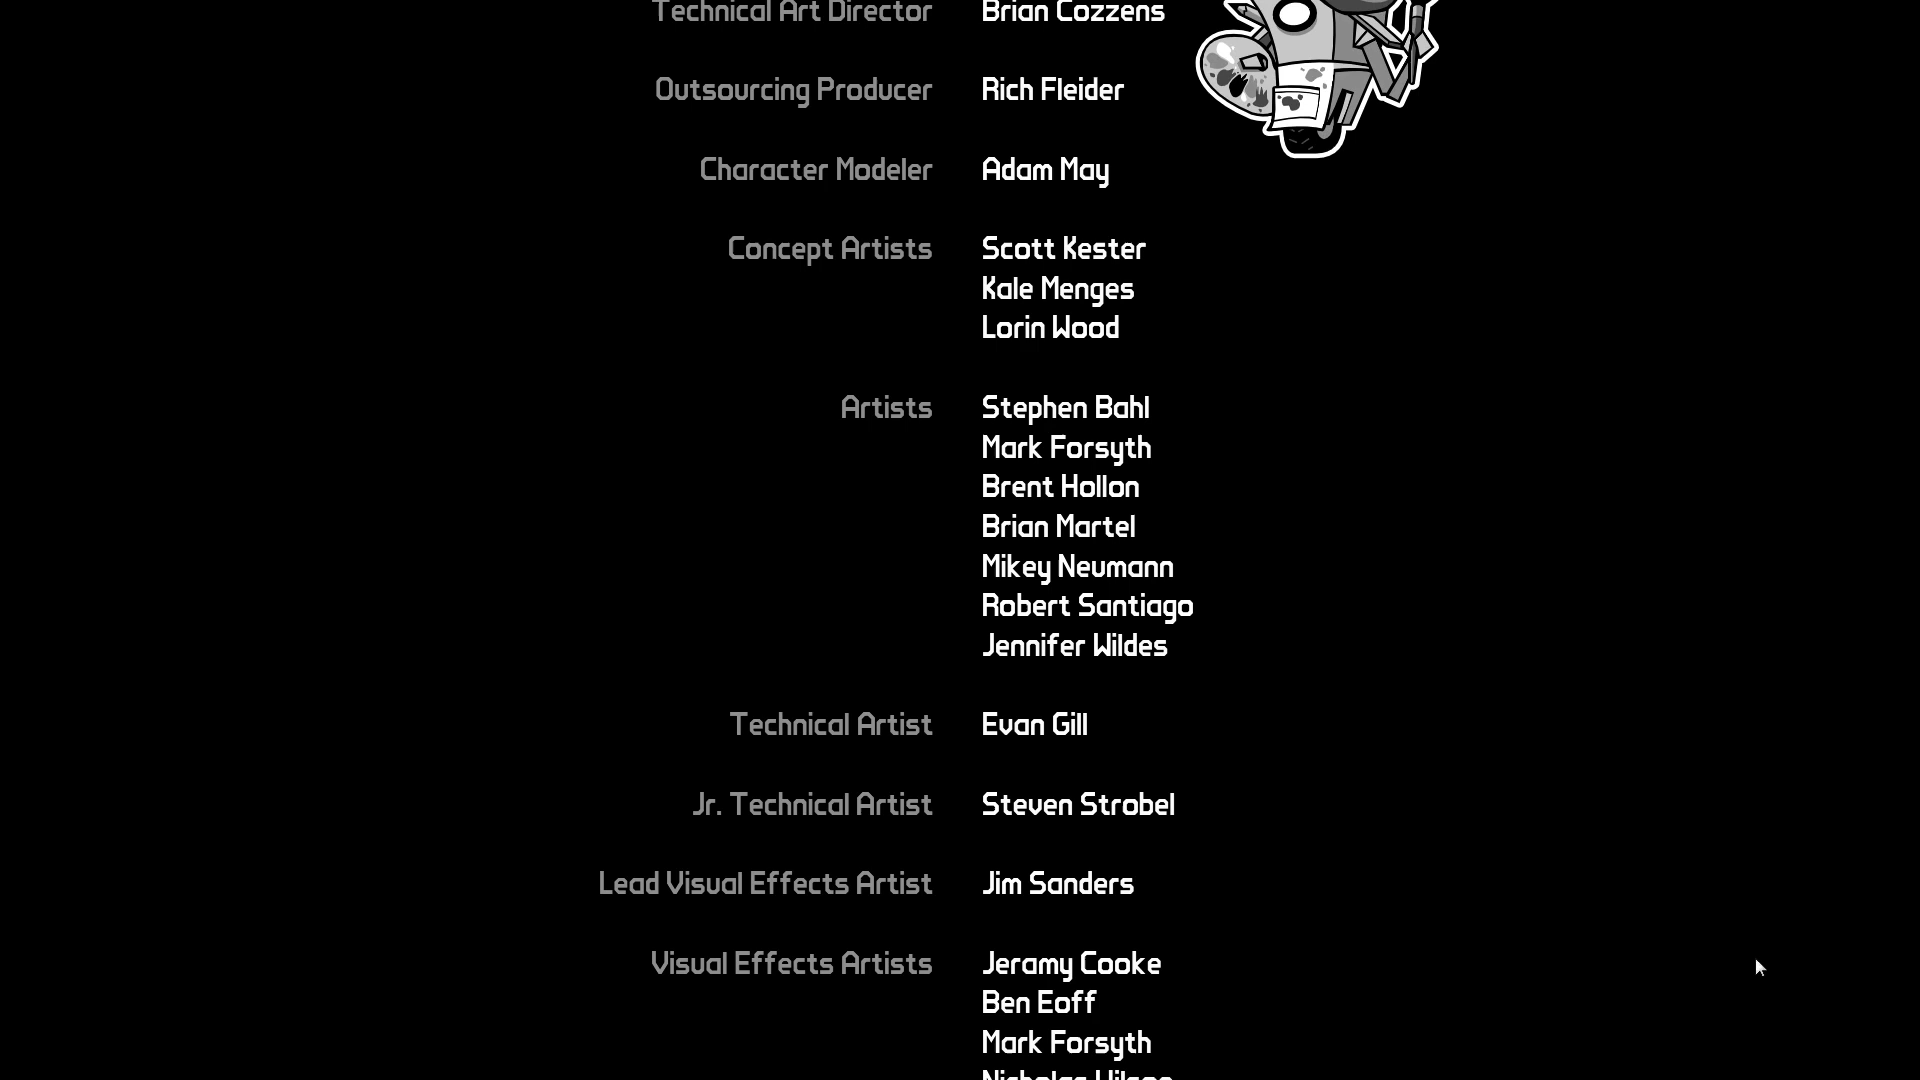 Technical Art Director Brian Cozzens
Outsourcing Producer Rich Fleider
Character Modeler Adam May
Concept Artists Scott Kester
Kale Menges
Lorin Wood
Artists Stephen Bahl
Mark Forsyth
Brent Hollon
Brian Martel
Mikey Neumann
Robert Santiago
Jennifer Wildes
Technical Artist Evan Gill
Jr. Technical Artist Steven Strobel
Lead Visual Effects Artist Jim Sanders
Visual Effects Artists Jeramy Cooke
Ben Eoff
Mark Forsyth